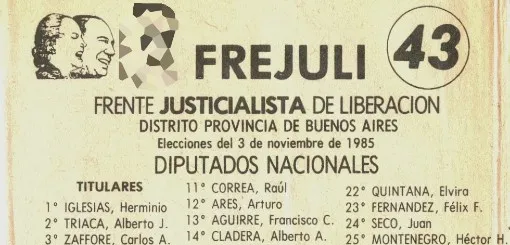 FREJULI 43
FRENTE JUSTICIALISTA DE LIBERACION
DISTRITO PROVINCIA DE BUENOS AIRES
Elecciones del 3 de noviembre de 1985
DIPUTADOS NACIONALES
TITULARES
1° IGLESIAS, Herminio
2° TRIACA, Alberto J.
3° ZAFFORE, Carlos A.
11° CORREA, Raúl
12° ARES, Arturo
13° AGUIRRE, Francisco C.
14° CLADERA, Alberto A.
22° QUINTANA, Elvira
23° FERNANDEZ, Félix F.
24° SECO, Juan
25° MONTENEGRO, Héctor H.